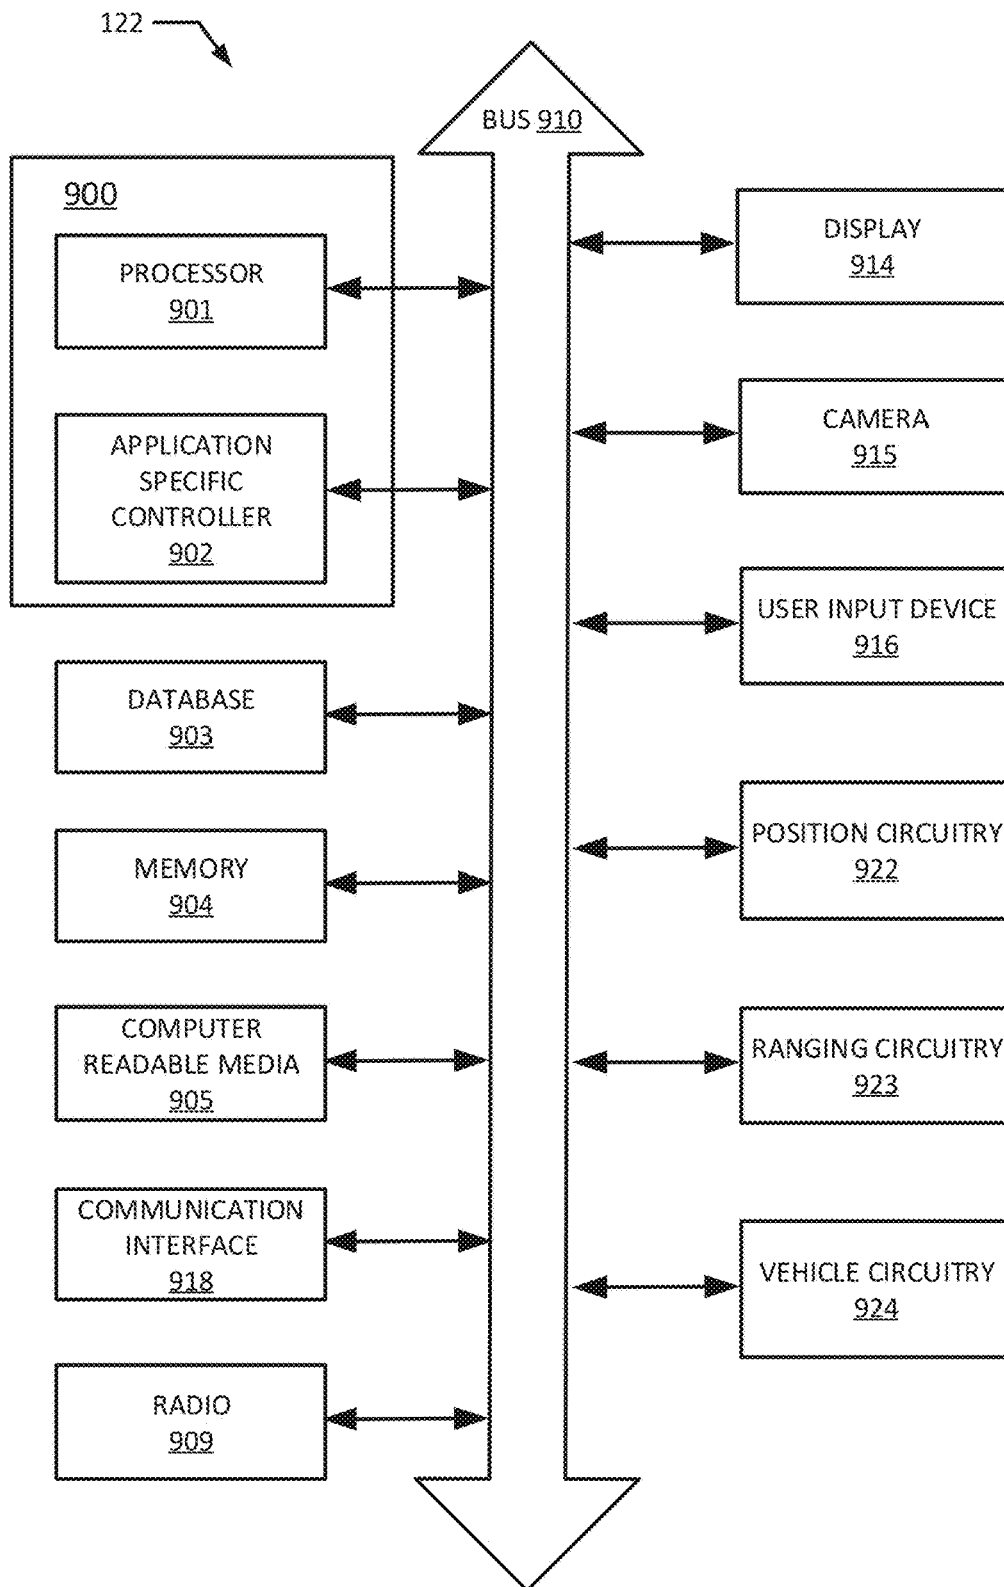 122
BUS 910
900
PROCESSOR
901
APPLICATION
SPECIFIC
CONTROLLER
902
DATABASE
903
MEMORY
904
COMPUTER
READABLE MEDIA
905
COMMUNICATION
INTERFACE
918
RADIO
909
DISPLAY
914
CAMERA
915
USER INPUT DEVICE
916
POSITION CIRCUITRY
922
RANGING CIRCUITRY
923
VEHICLE CIRCUITRY
924